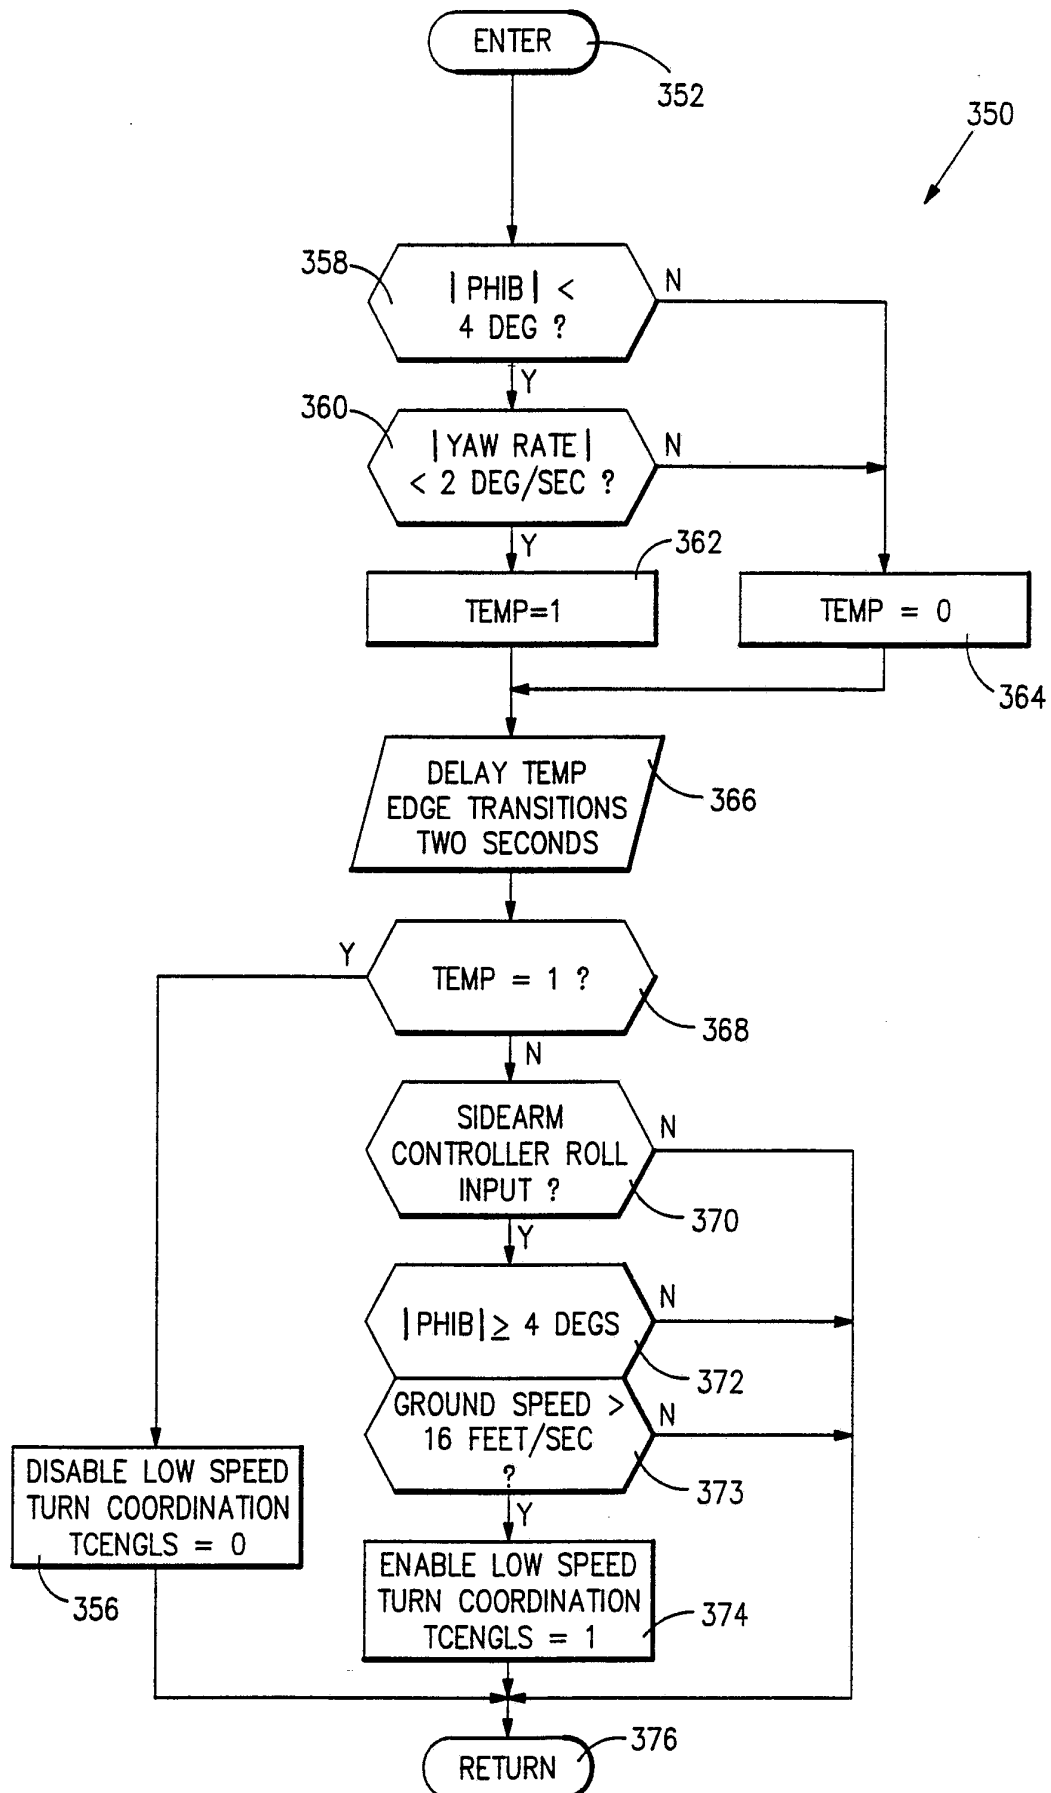 ENTER
352
350
358
|PHIB| <
4 DEG ?
N
Y
360
|YAW RATE|
< 2 DEG/SEC ?
N
Y
362
TEMP=1
TEMP = 0
364
DELAY TEMP
EDGE TRANSITIONS
TWO SECONDS
366
Y
TEMP = 1 ?
368
N
SIDEARM
CONTROLLER ROLL
INPUT ?
N
370
Y
|PHIB| ≥ 4 DEGS
N
372
GROUND SPEED >
16 FEET/SEC
?
N
373
Y
DISABLE LOW SPEED
TURN COORDINATION
TCENGLS = 0
356
ENABLE LOW SPEED
TURN COORDINATION
TCENGLS = 1
374
376
RETURN